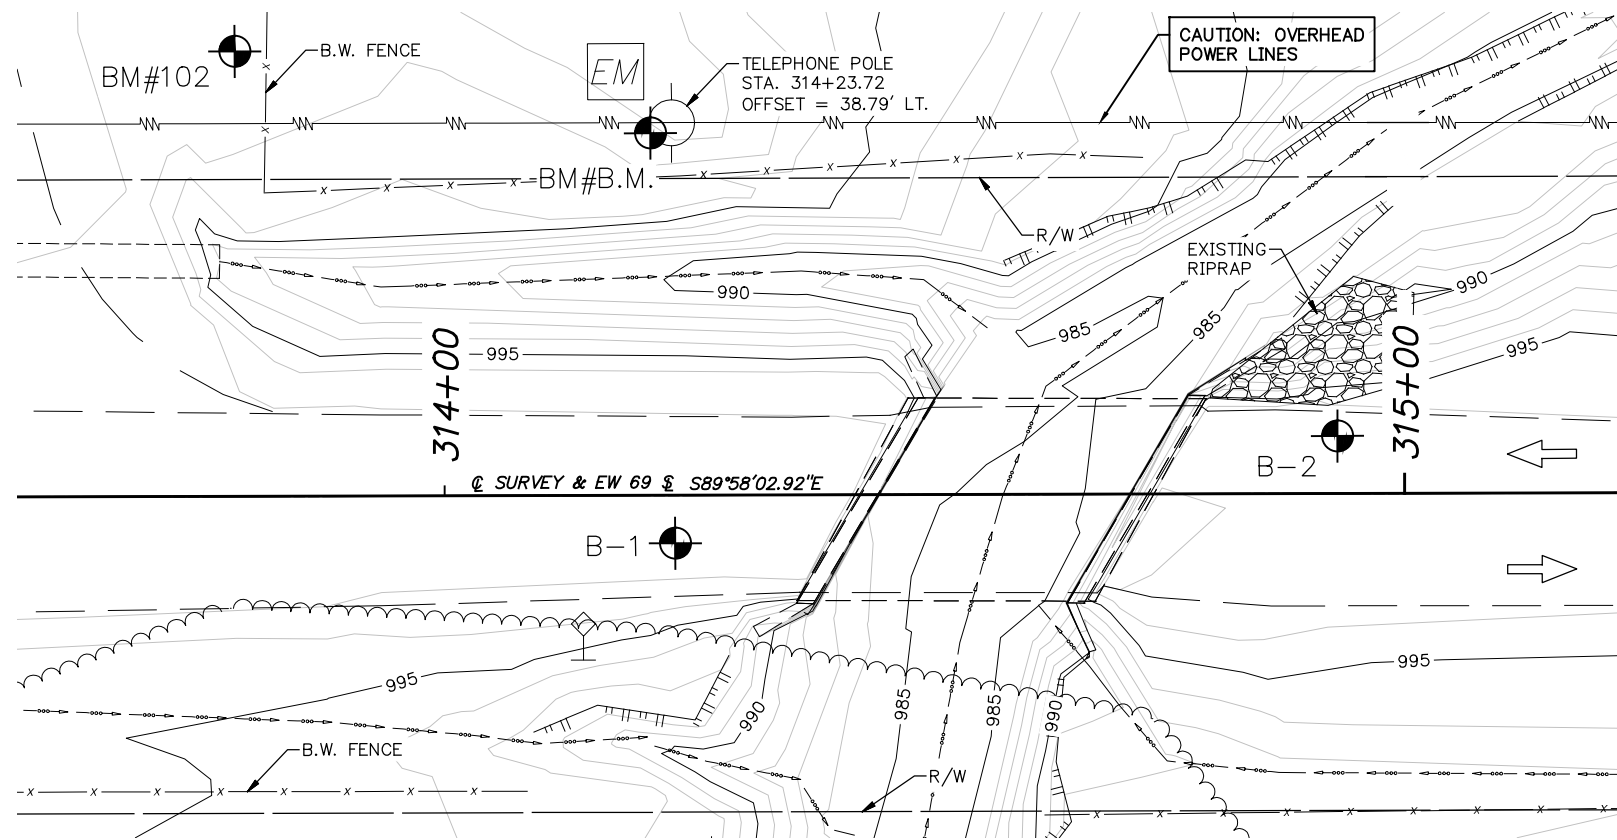 CAUTION: OVERHEAD
POWER LINES
B.W. FENCE
BM#102
EM
TELEPHONE POLE
STA. 314+23.72
OFFSET = 38.79' LT.
BM#B.M.
R/W
EXISTING
RIPRAP
990
990
985
985
995
995
314+00
315+00
B-2
℄ SURVEY & EW 69 ℄ S89°58'02.92"E
B-1
995
995
985
985
990
990
B.W. FENCE
R/W